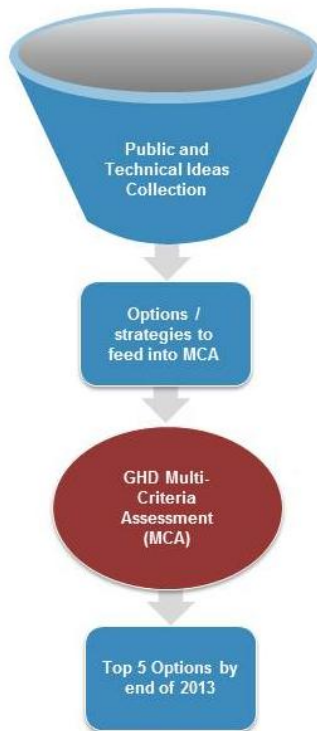 Public and
Technical Ideas
Collection
Options /
strategies to
feed into MCA
GHD Multi-
Criteria
Assessment
(MCA)
Top 5 Options by
end of 2013